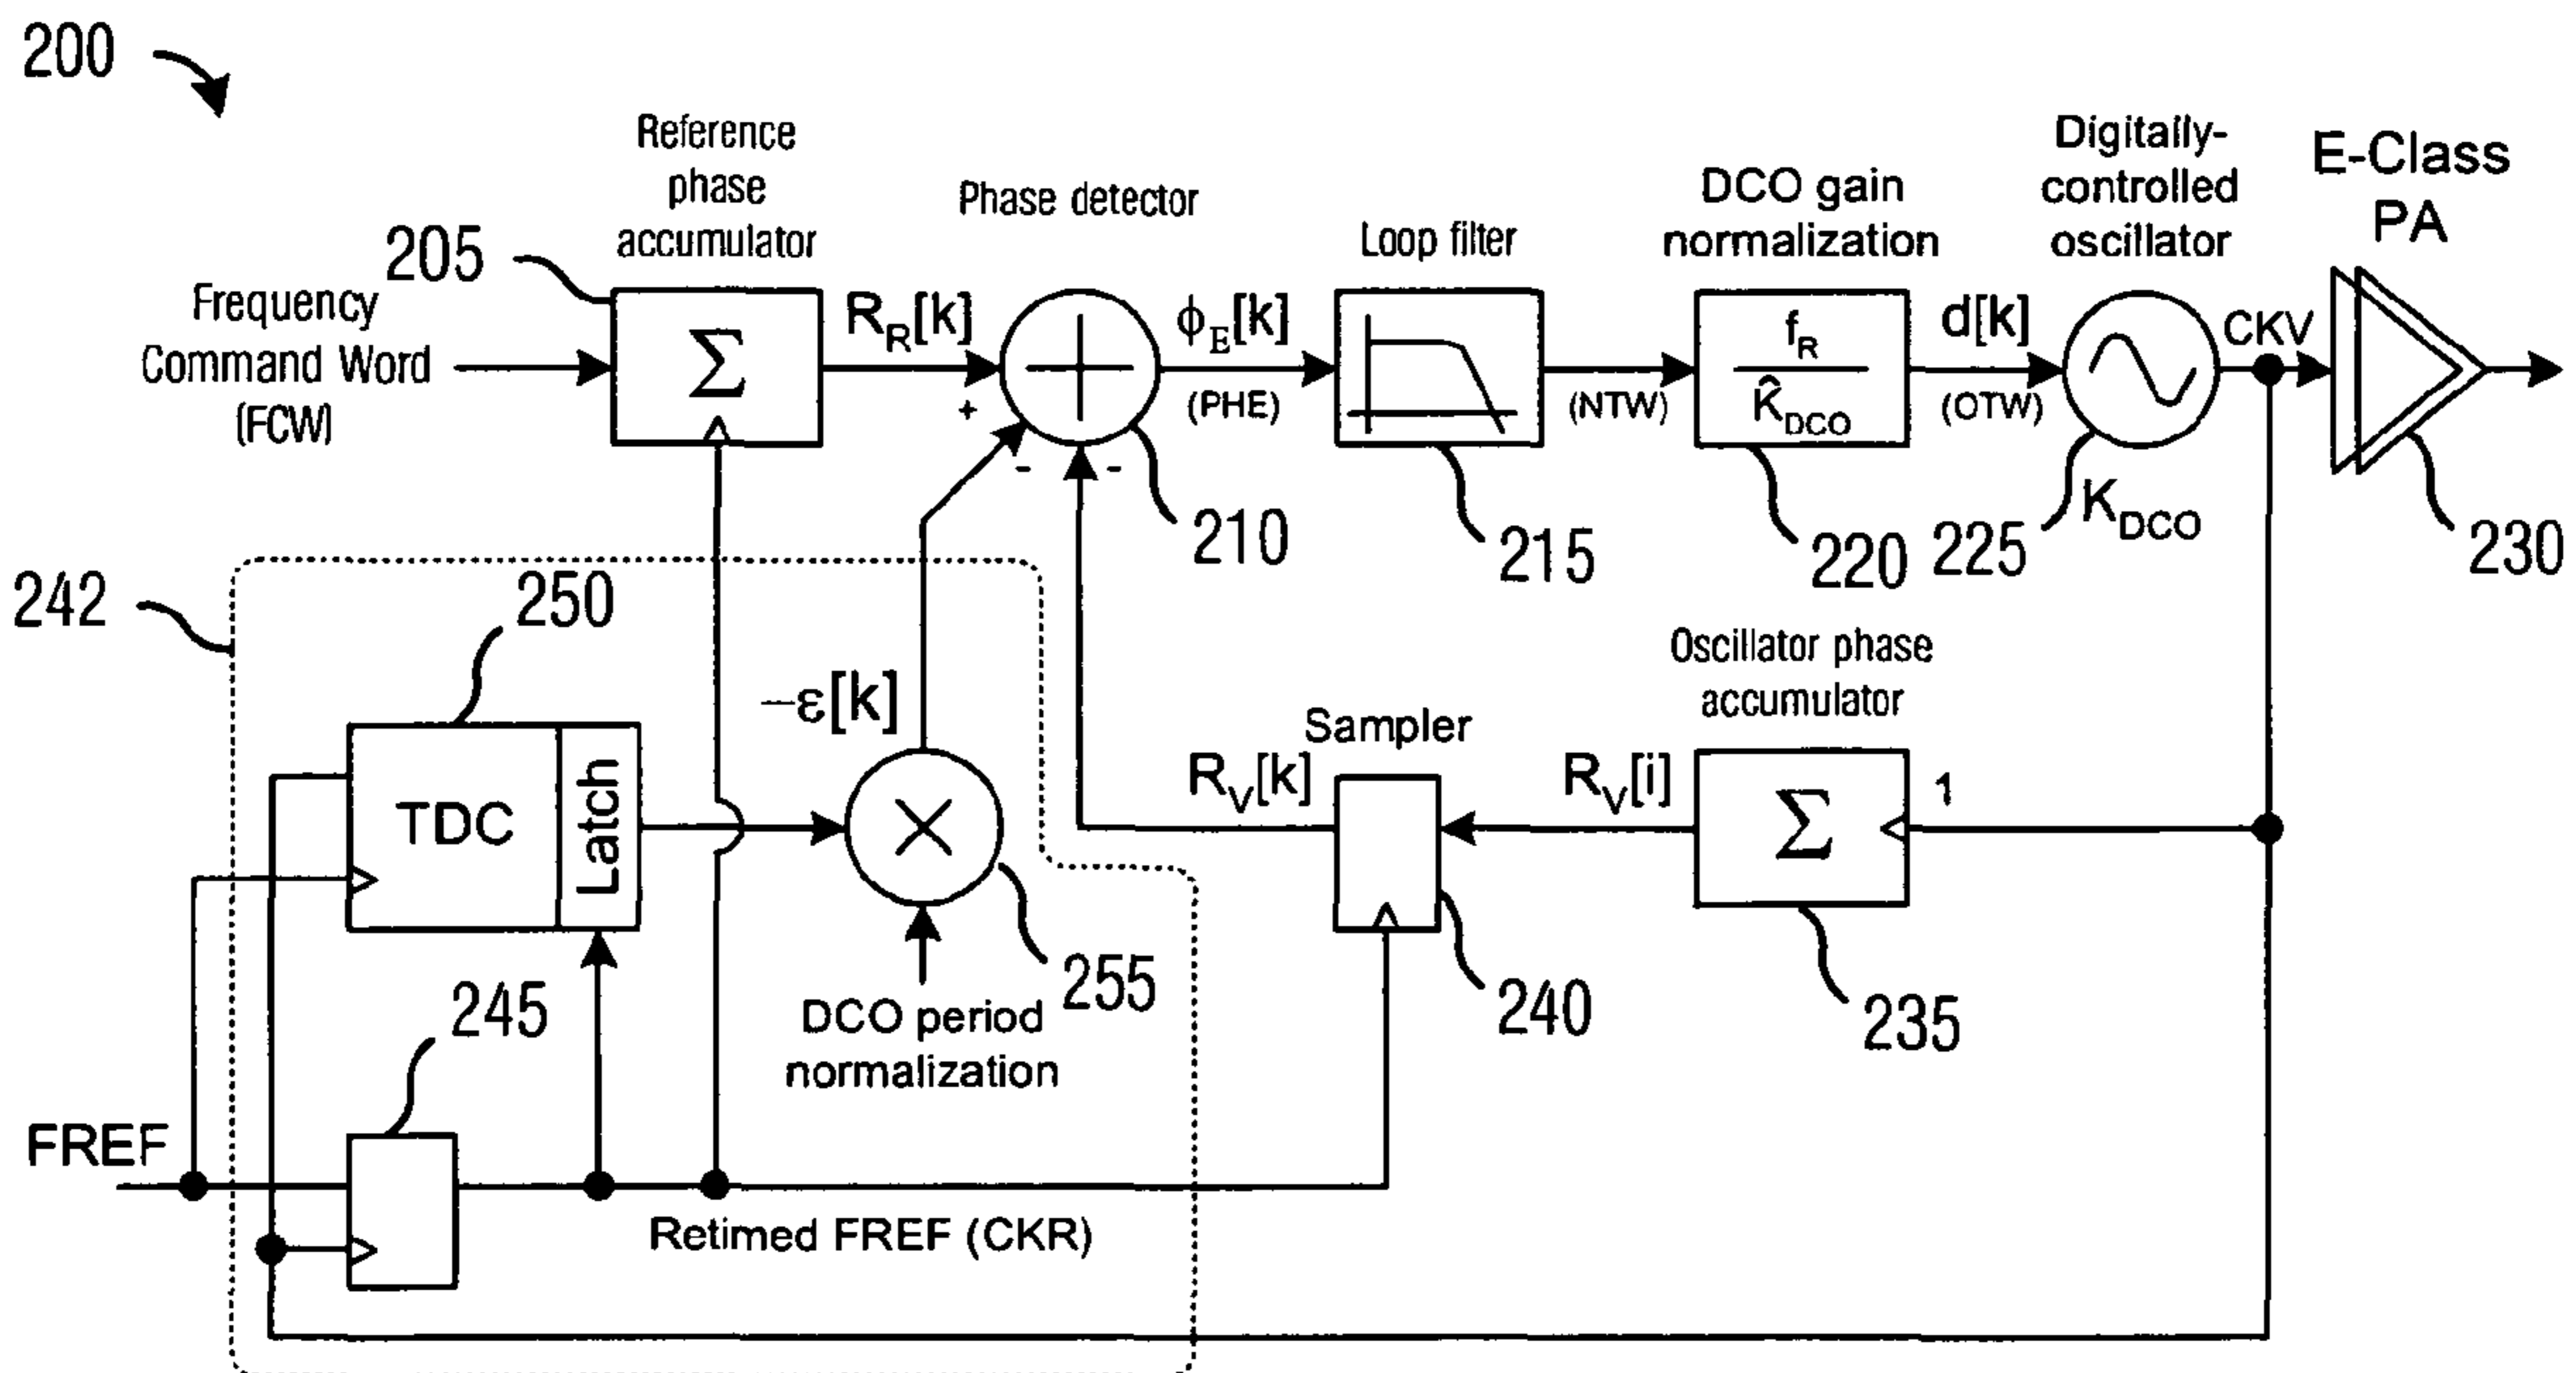 200
Reference
phase
accumulator
205
Frequency
Command Word
(FCW)
Σ
R_R[k]
+
Phase detector
-
-
210
ϕ_E[k]
(PHE)
Loop filter
215
(NTW)
DCO gain
normalization
f_R
K̂_DCO
220
d[k]
(OTW)
Digitally-
controlled
oscillator
225
K_DCO
CKV
E-Class
PA
230
242
250
TDC
Latch
–ε[k]
255
DCO period
normalization
Sampler
R_V[k]
240
R_V[i]
Oscillator phase
accumulator
Σ
1
235
245
FREF
Retimed FREF (CKR)